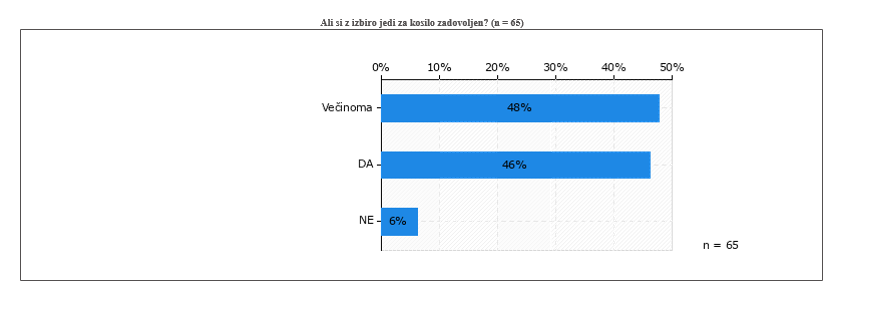 Ali si z izbiro jedi za kosilo zadovoljen? (n = 65)
0% 10% 20% 30% 40% 50%
Večinoma 48%
DA 46%
NE 6%
n = 65